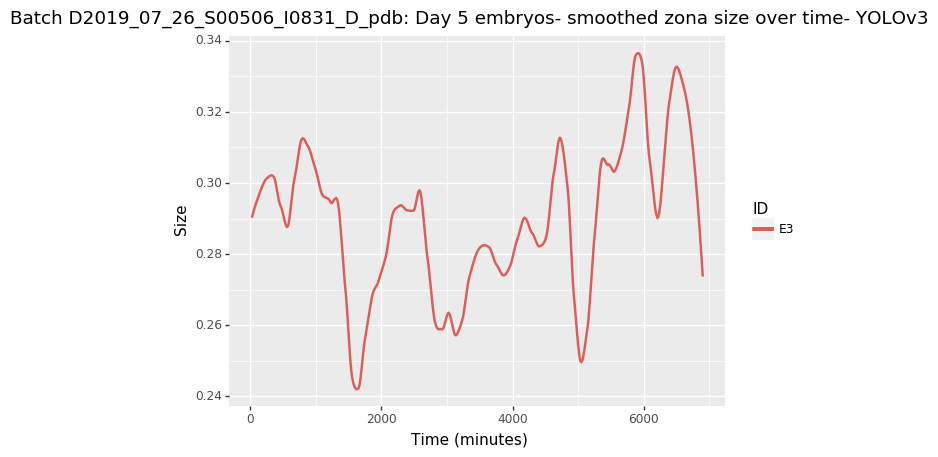 Batch D2019_07_26_S00506_I0831_D_pdb: Day 5 embryos- smoothed zona size over time- YOLOv3
0.34
0.32
0.30
0.28
0.26
0.24
Size
0
2000
4000
6000
Time (minutes)
ID
E3